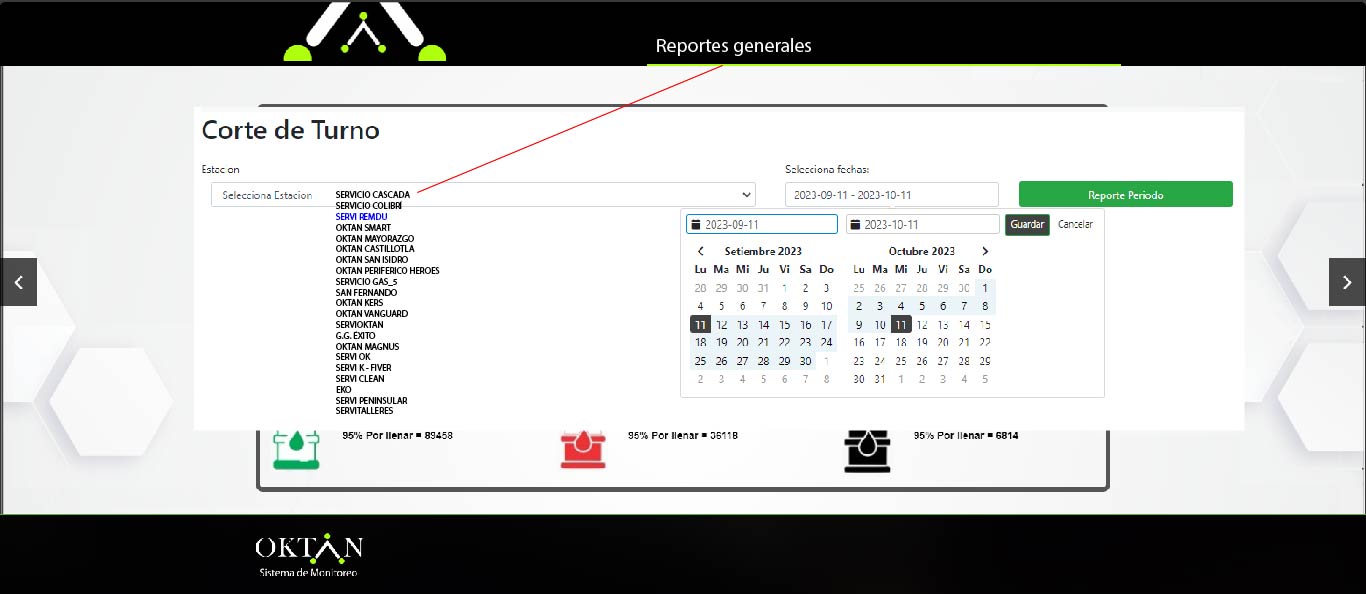 Reportes generales
Corte de Turno
Estacion
Selecciona fechas:
Selecciona Estacion
2023-09-11 - 2023-10-11
Reporte Periodo
SERVICIO CASCADA
SERVICIO COLIBRÍ
SERVI REMDU
OKTAN SMART
OKTAN MAYORAZGO
OKTAN CASTILLOTLA
OKTAN SAN ISIDRO
OKTAN PERIFERICO HEROES
SERVICIO GAS_5
SAN FERNANDO
OKTAN KERS
OKTAN VANGUARD
SERVIOKTAN
G.G. ÉXITO
OKTAN MAGNUS
SERVI OK
SERVI K - FIVER
SERVI CLEAN
EKO
SERVI PENINSULAR
SERVITALLERES
2023-09-11
2023-10-11
Guardar
Cancelar
Setiembre 2023
Lu Ma Mi Ju Vi Sa Do
28 29 30 31 1 2 3
4 5 6 7 8 9 10
11 12 13 14 15 16 17
18 19 20 21 22 23 24
25 26 27 28 29 30 1
2 3 4 5 6 7 8
Octubre 2023
Lu Ma Mi Ju Vi Sa Do
25 26 27 28 29 30 1
2 3 4 5 6 7 8
9 10 11 12 13 14 15
16 17 18 19 20 21 22
23 24 25 26 27 28 29
30 31 1 2 3 4 5
95% Por llenar = 89458
95% Por llenar = 36118
95% Por llenar = 6814
OKTAN
Sistema de Monitoreo